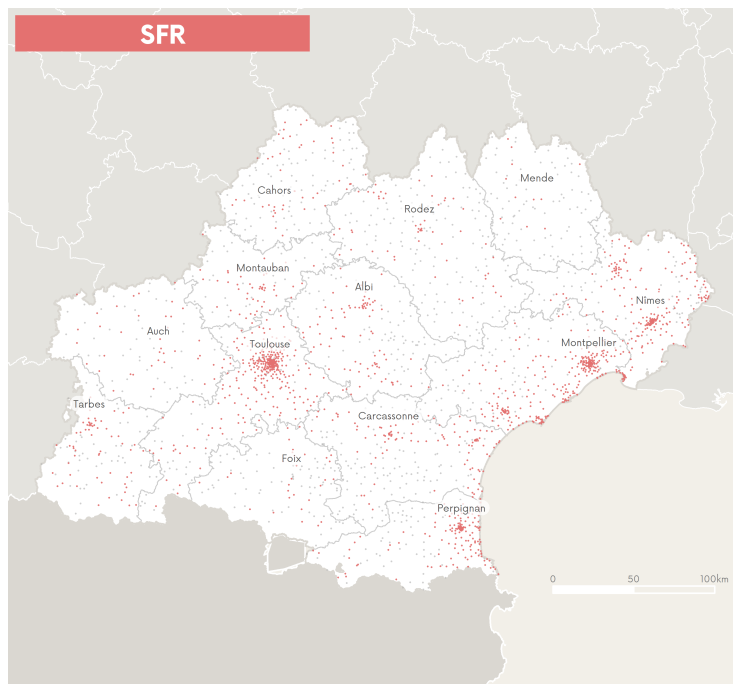 SFR
Cahors
Mende
Rodez
Montauban
Albi
Nîmes
Auch
Toulouse
Montpellier
Tarbes
Carcassonne
Foix
Perpignan
0 50 100km